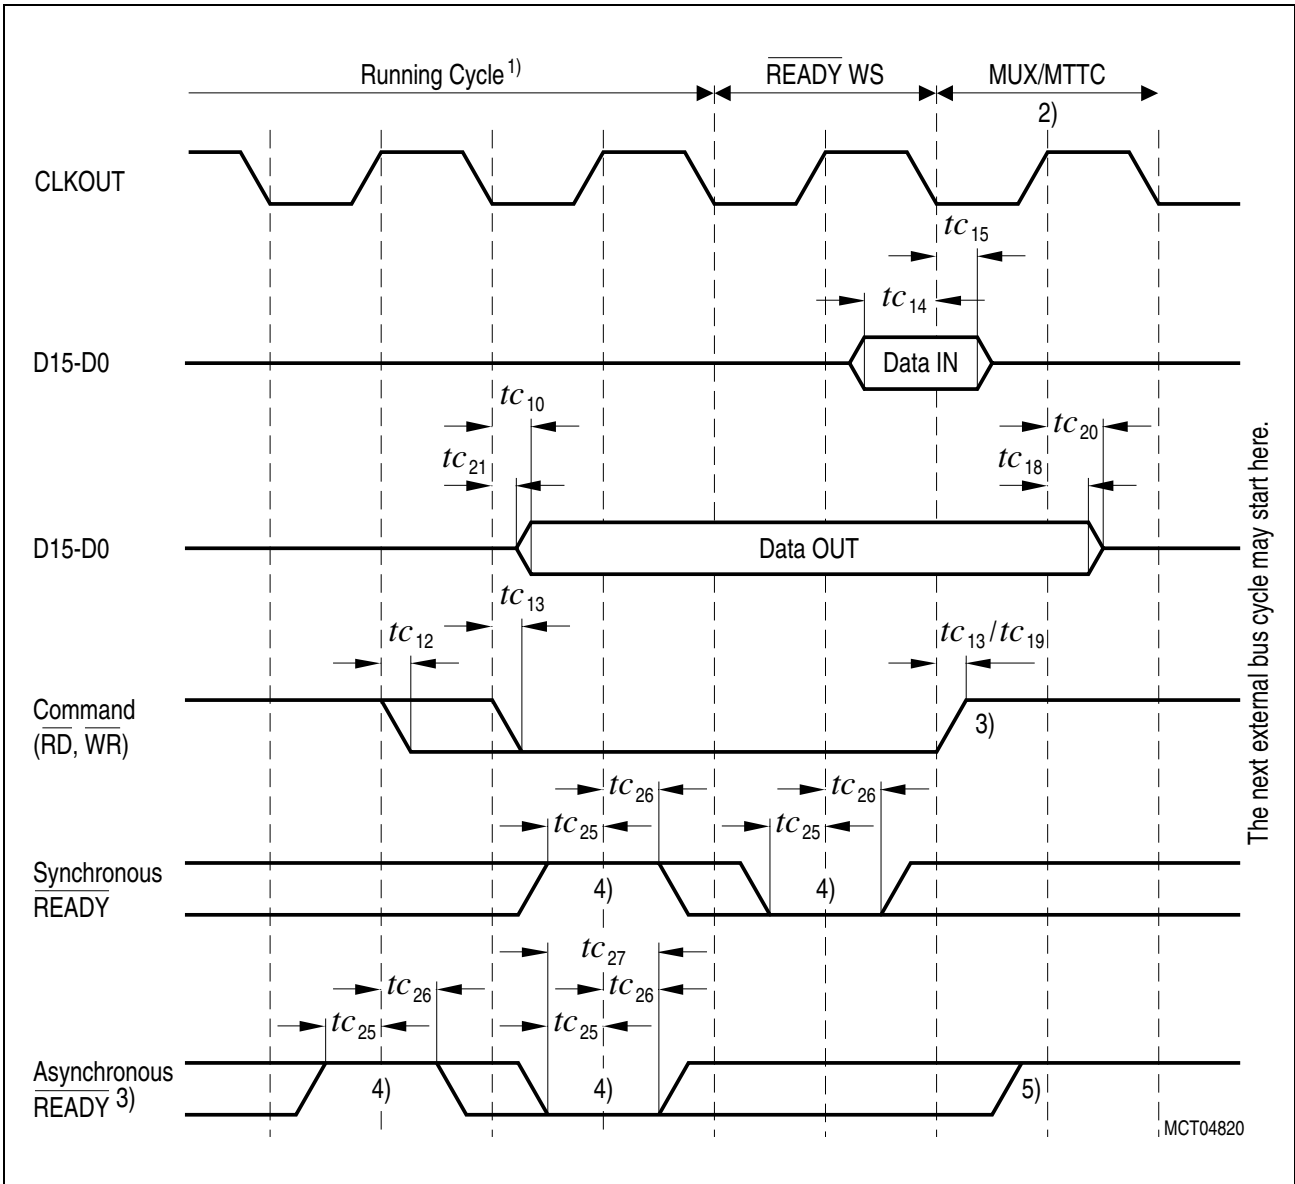 Running Cycle 1) READY WS MUX/MTTC
2)
CLKOUT
tc15
tc14
D15-D0 Data IN
tc10 tc20
tc21 tc18
D15-D0 Data OUT
tc13
tc12 tc13/tc19
Command
(RD, WR) 3)
tc26 tc26
tc25 tc25
Synchronous
READY 4) 4)
tc27
tc26 tc26
tc25 tc25
Asynchronous
READY 3) 4) 4) 5)
The next external bus cycle may start here.
MCT04820